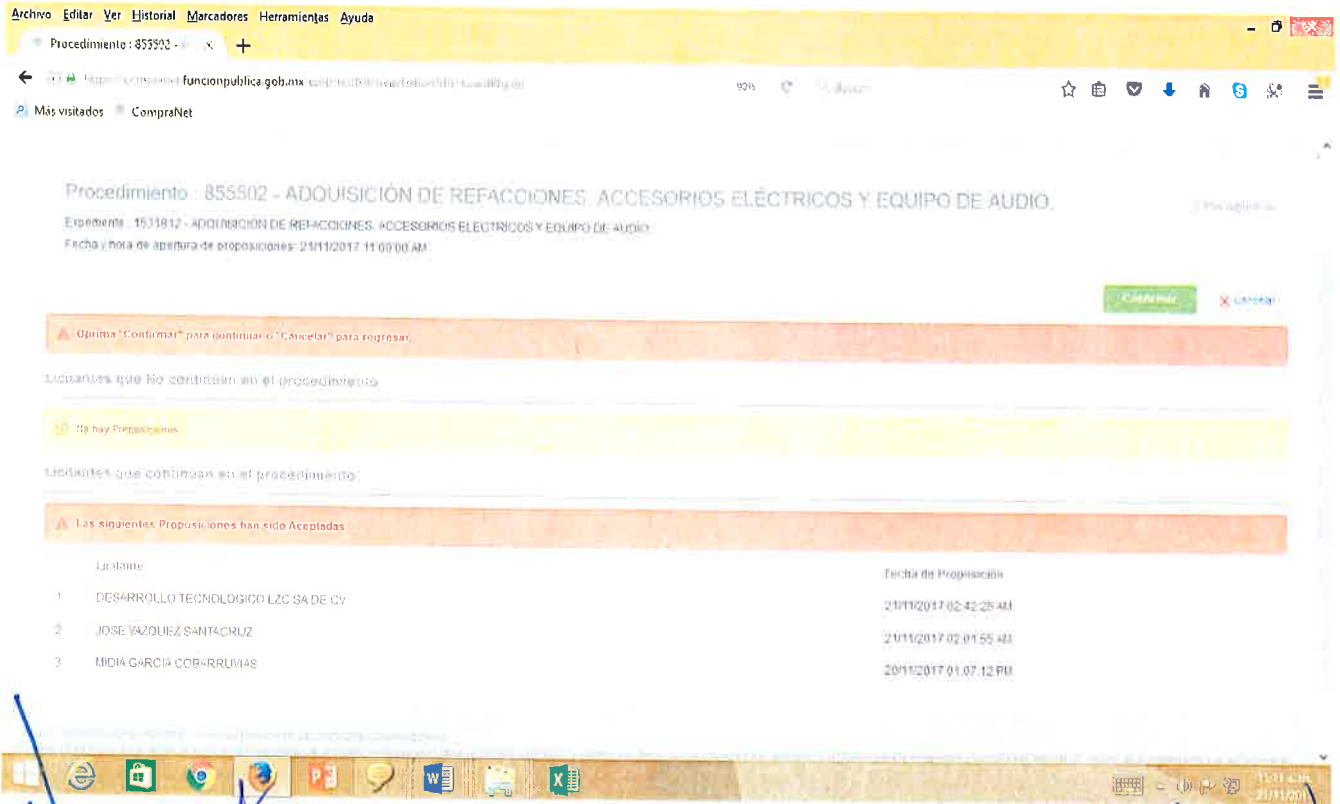 Archivo Editar Ver Historial Marcadores Herramientas Ayuda
Procedimiento : 855502 -
funcionpublica.gob.mx
90%
Más visitados CompraNet
Procedimiento : 855502 - ADQUISICIÓN DE REFACCIONES, ACCESORIOS ELÉCTRICOS Y EQUIPO DE AUDIO.
Expediente : 1531812 - ADQUISICIÓN DE REFACCIONES, ACCESORIOS ELECTRICOS Y EQUIPO DE AUDIO
Fecha y hora de apertura de proposiciones: 21/11/2017 11:00:00 AM
Confirmar Cancelar
Oprima "Confirmar" para continuar o "Cancelar" para regresar
Licitantes que No continúan en el procedimiento
No hay Proposiciones
Licitantes que continúan en el procedimiento
Las siguientes Proposiciones han sido Aceptadas
Licitante Fecha de Proposición
1 DESARROLLO TECNOLOGICO LZC SA DE CV 21/11/2017 02:42:25 AM
2 JOSE VAZQUEZ SANTACRUZ 21/11/2017 02:01:55 AM
3 MIDIA GARCIA COBARRUVIAS 20/11/2017 01:07:12 PM